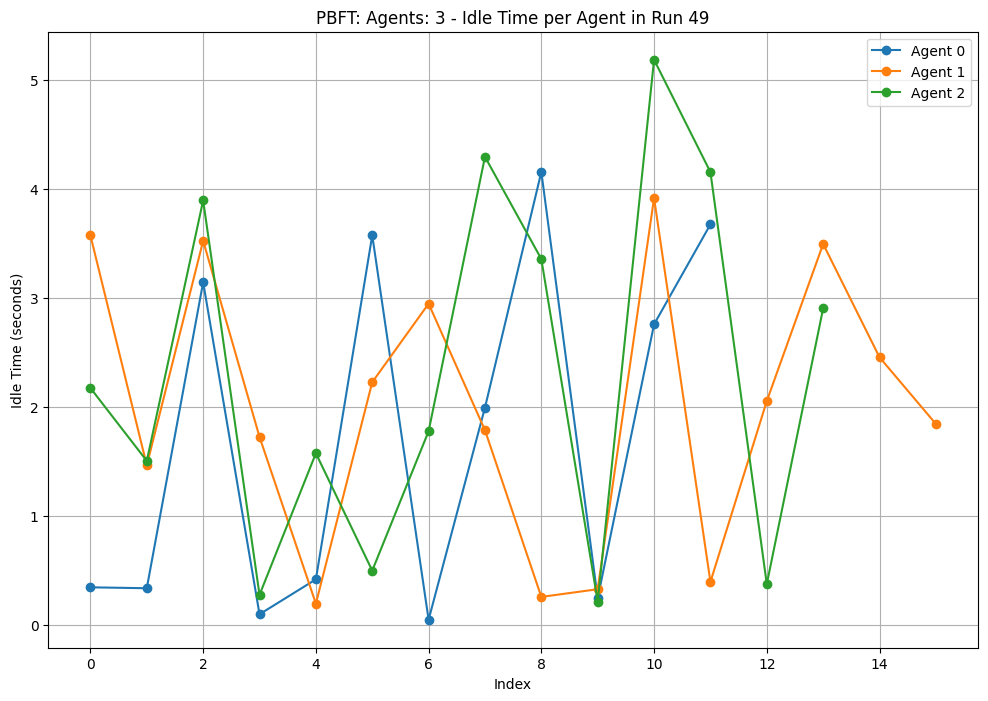 PBFT: Agents: 3 - Idle Time per Agent in Run 49
Agent 0
Agent 1
Agent 2
5
4
3
2
1
0
Idle Time (seconds)
0 2 4 6 8 10 12 14
Index